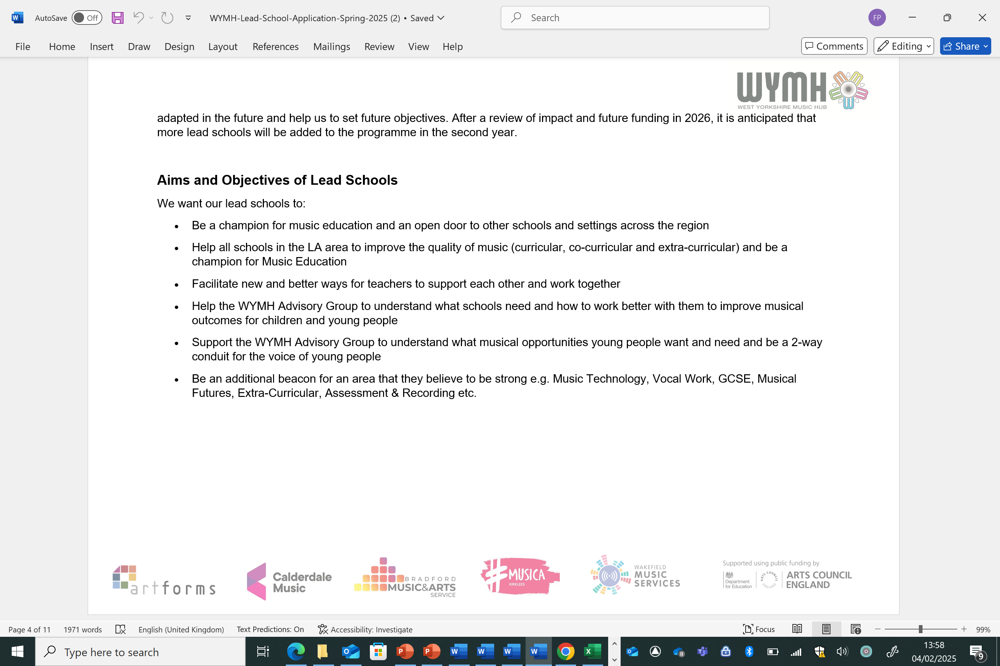 AutoSave Off WYMH-Lead-School-Application-Spring-2025 (2) • Saved Search FP
File Home Insert Draw Design Layout References Mailings Review View Help Comments Editing Share
WYMH
WEST YORKSHIRE MUSIC HUB
adapted in the future and help us to set future objectives. After a review of impact and future funding in 2026, it is anticipated that
more lead schools will be added to the programme in the second year.
Aims and Objectives of Lead Schools
We want our lead schools to:
• Be a champion for music education and an open door to other schools and settings across the region
• Help all schools in the LA area to improve the quality of music (curricular, co-curricular and extra-curricular) and be a
champion for Music Education
• Facilitate new and better ways for teachers to support each other and work together
• Help the WYMH Advisory Group to understand what schools need and how to work better with them to improve musical
outcomes for children and young people
• Support the WYMH Advisory Group to understand what musical opportunities young people want and need and be a 2-way
conduit for the voice of young people
• Be an additional beacon for an area that they believe to be strong e.g. Music Technology, Vocal Work, GCSE, Musical
Futures, Extra-Curricular, Assessment & Recording etc.
artforms
Calderdale
Music
BRADFORD
MUSIC&ARTS
SERVICE
#MUSICA
KIRKLEES
WAKEFIELD
MUSIC
SERVICES
Supported using public funding by
Department
for Education
ARTS COUNCIL
ENGLAND
ARTS COUNCIL
ENGLAND
Page 4 of 11 1971 words English (United Kingdom) Text Predictions: On Accessibility: Investigate Focus 99%
Type here to search
13:58
04/02/2025
9